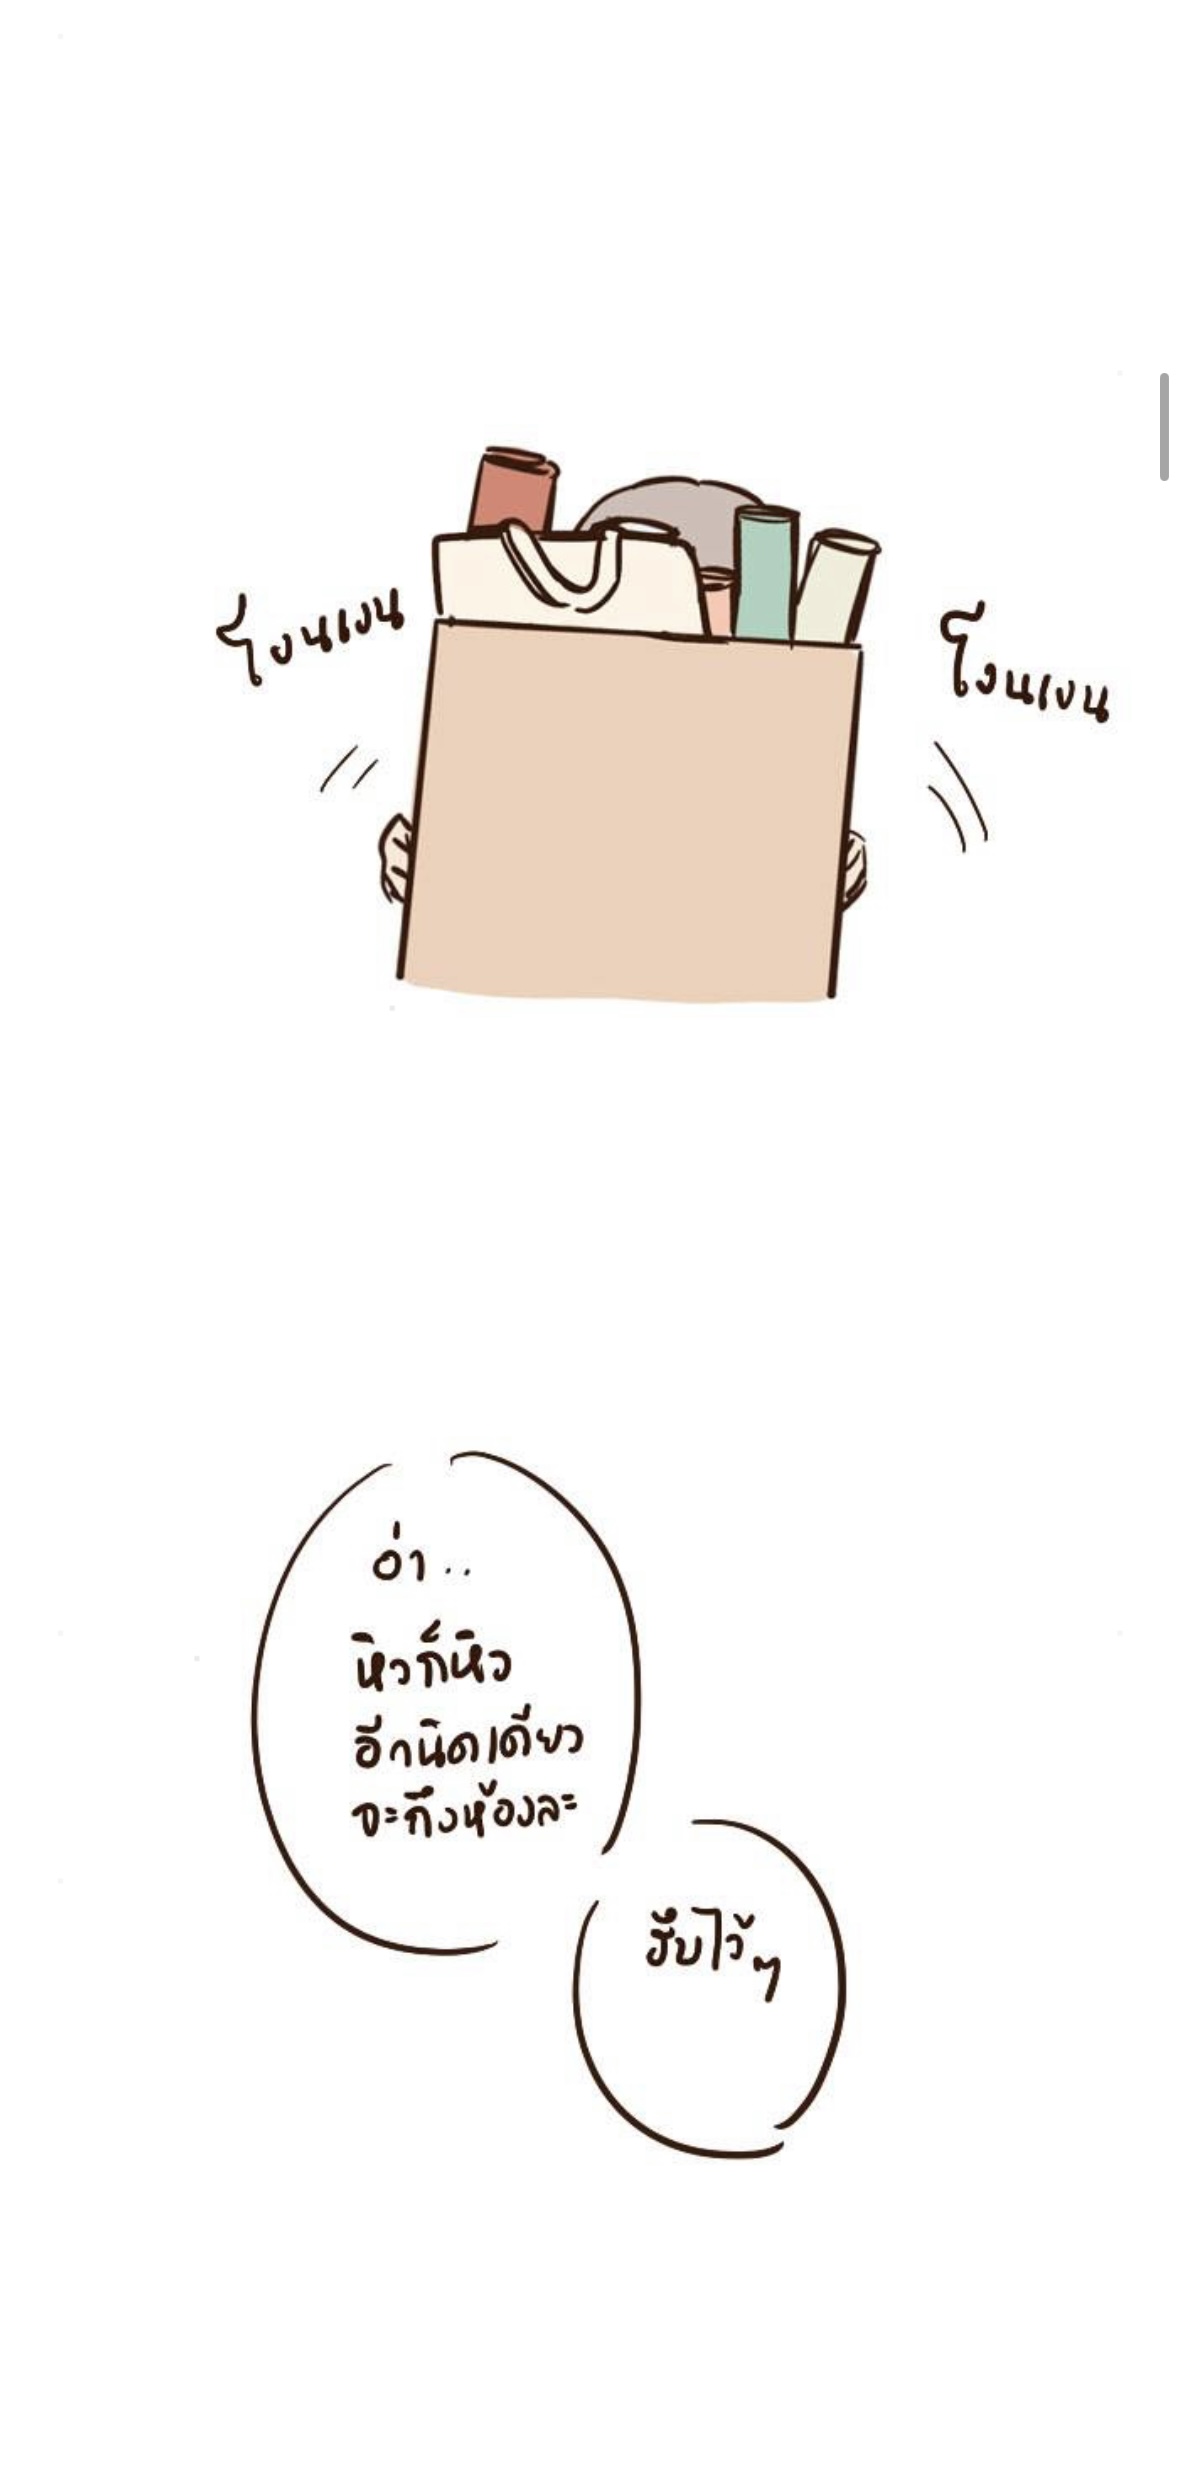 โงนเงน
โงนเงน
อ่า..
หิวก็หิว
อีกนิดเดียว
จะถึงห้องละ
ฮึบไว้ๆ